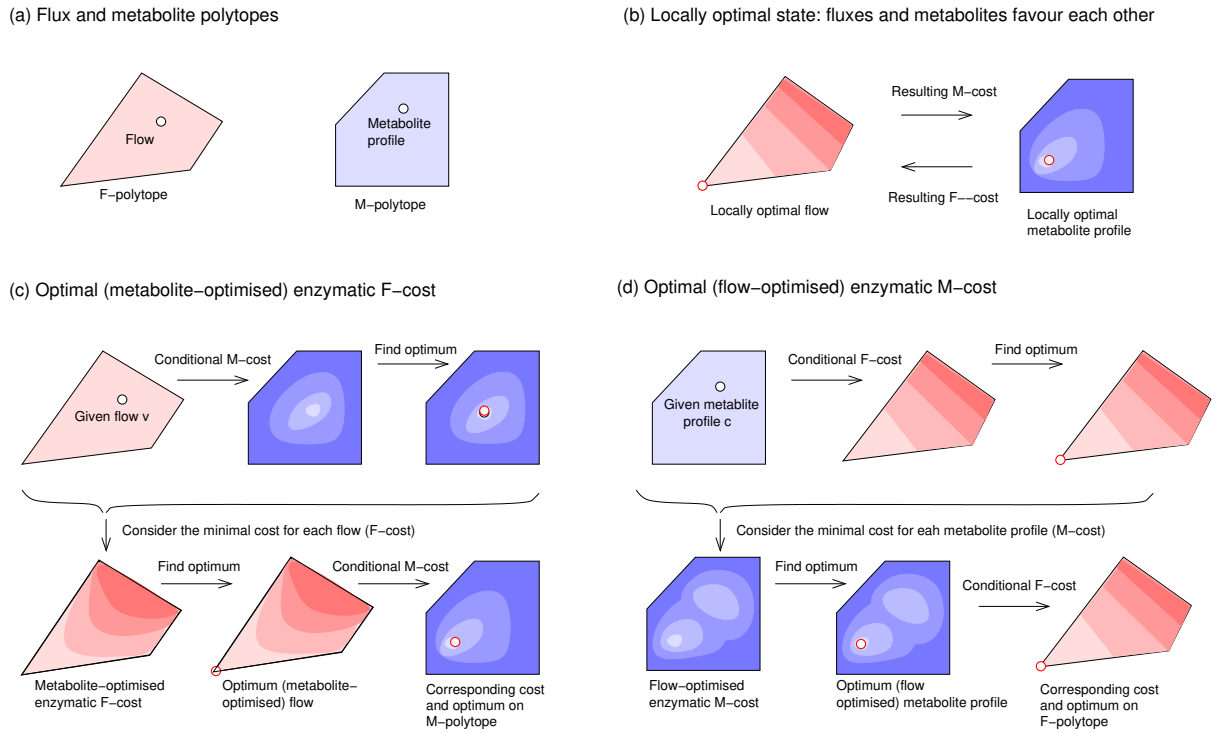 (a) Flux and metabolite polytopes
Flow
F−polytope
Metabolite
profile
M−polytope
(b) Locally optimal state: fluxes and metabolites favour each other
Resulting M−cost
Resulting F−−cost
Locally optimal flow
Locally optimal
metabolite profile
(c) Optimal (metabolite−optimised) enzymatic F−cost
Given flow v
Conditional M−cost
Find optimum
Consider the minimal cost for each flow (F−cost)
Find optimum
Conditional M−cost
Metabolite−optimised
enzymatic F−cost
Optimum (metabolite−
optimised) flow
Corresponding cost
and optimum on
M−polytope
(d) Optimal (flow−optimised) enzymatic M−cost
Given metablite
profile c
Conditional F−cost
Find optimum
Consider the minimal cost for eah metabolite profile (M−cost)
Find optimum
Conditional F−cost
Flow−optimised
enzymatic M−cost
Optimum (flow
optimised) metabolite profile
Corresponding cost
and optimum on
F−polytope